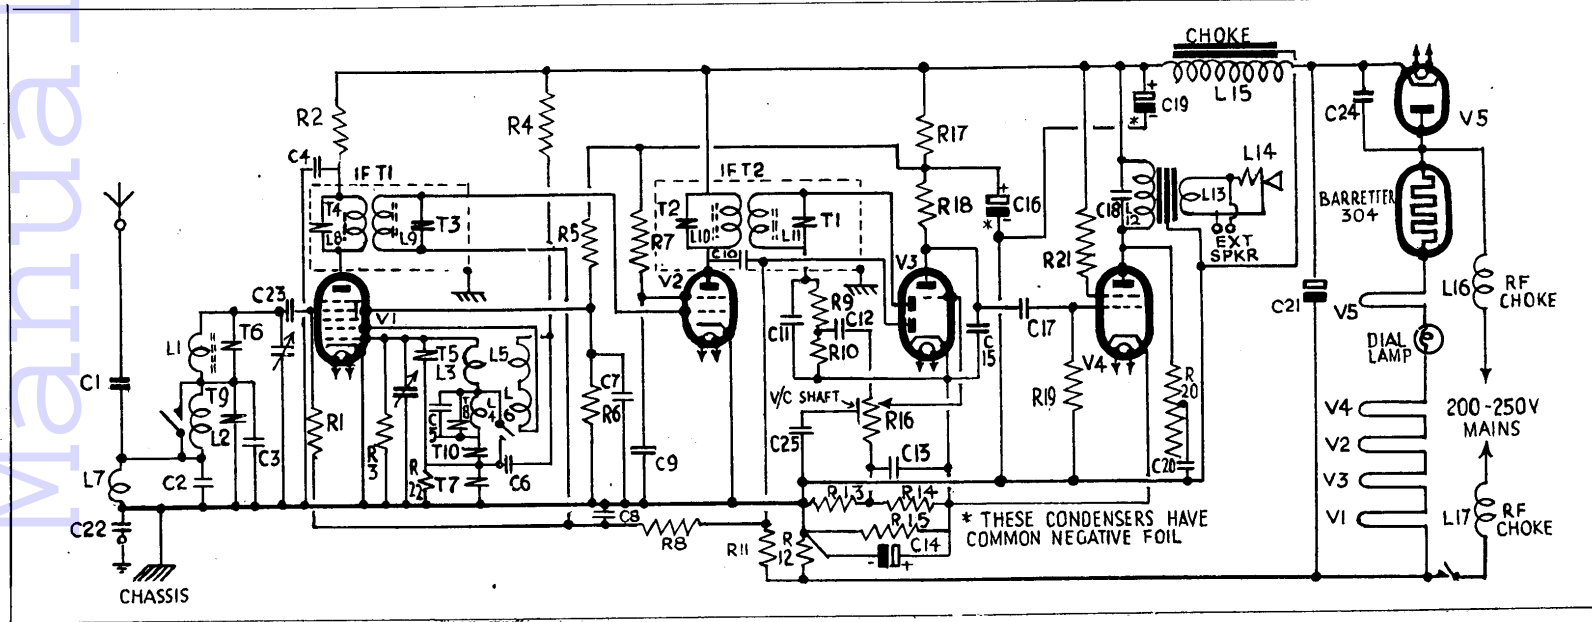 Manual
CHOKE
L15
C19
+
*
-
C24
V5
R2
R4
R17
C4
IF T1
IF T2
L14
BARRETTER
304
T4
L8
L9
T3
R5
R7
T2
L10
L11
T1
R18
C16
+
*
-
C18
L
12
L13
EXT
SPKR
R21
C10
V2
V3
C21
V5
L16
RF
CHOKE
C23
V1
R9
C12
C11
R10
C
15
C17
V4
DIAL
LAMP
L1
T6
T5
L3
L5
C1
T9
L2
C7
R6
V/C SHAFT
R16
R19
R
20
V4
V2
V3
V1
200-250V
MAINS
R1
R
3
C5
T8
L
4
L
6
T10
C25
C13
C20
L7
C2
C3
R
22
T7
C6
C9
R13
R14
L17
RF
CHOKE
C22
C8
R8
R11
R
12
R15
C14
-
+
* THESE CONDENSERS HAVE
COMMON NEGATIVE FOIL
CHASSIS